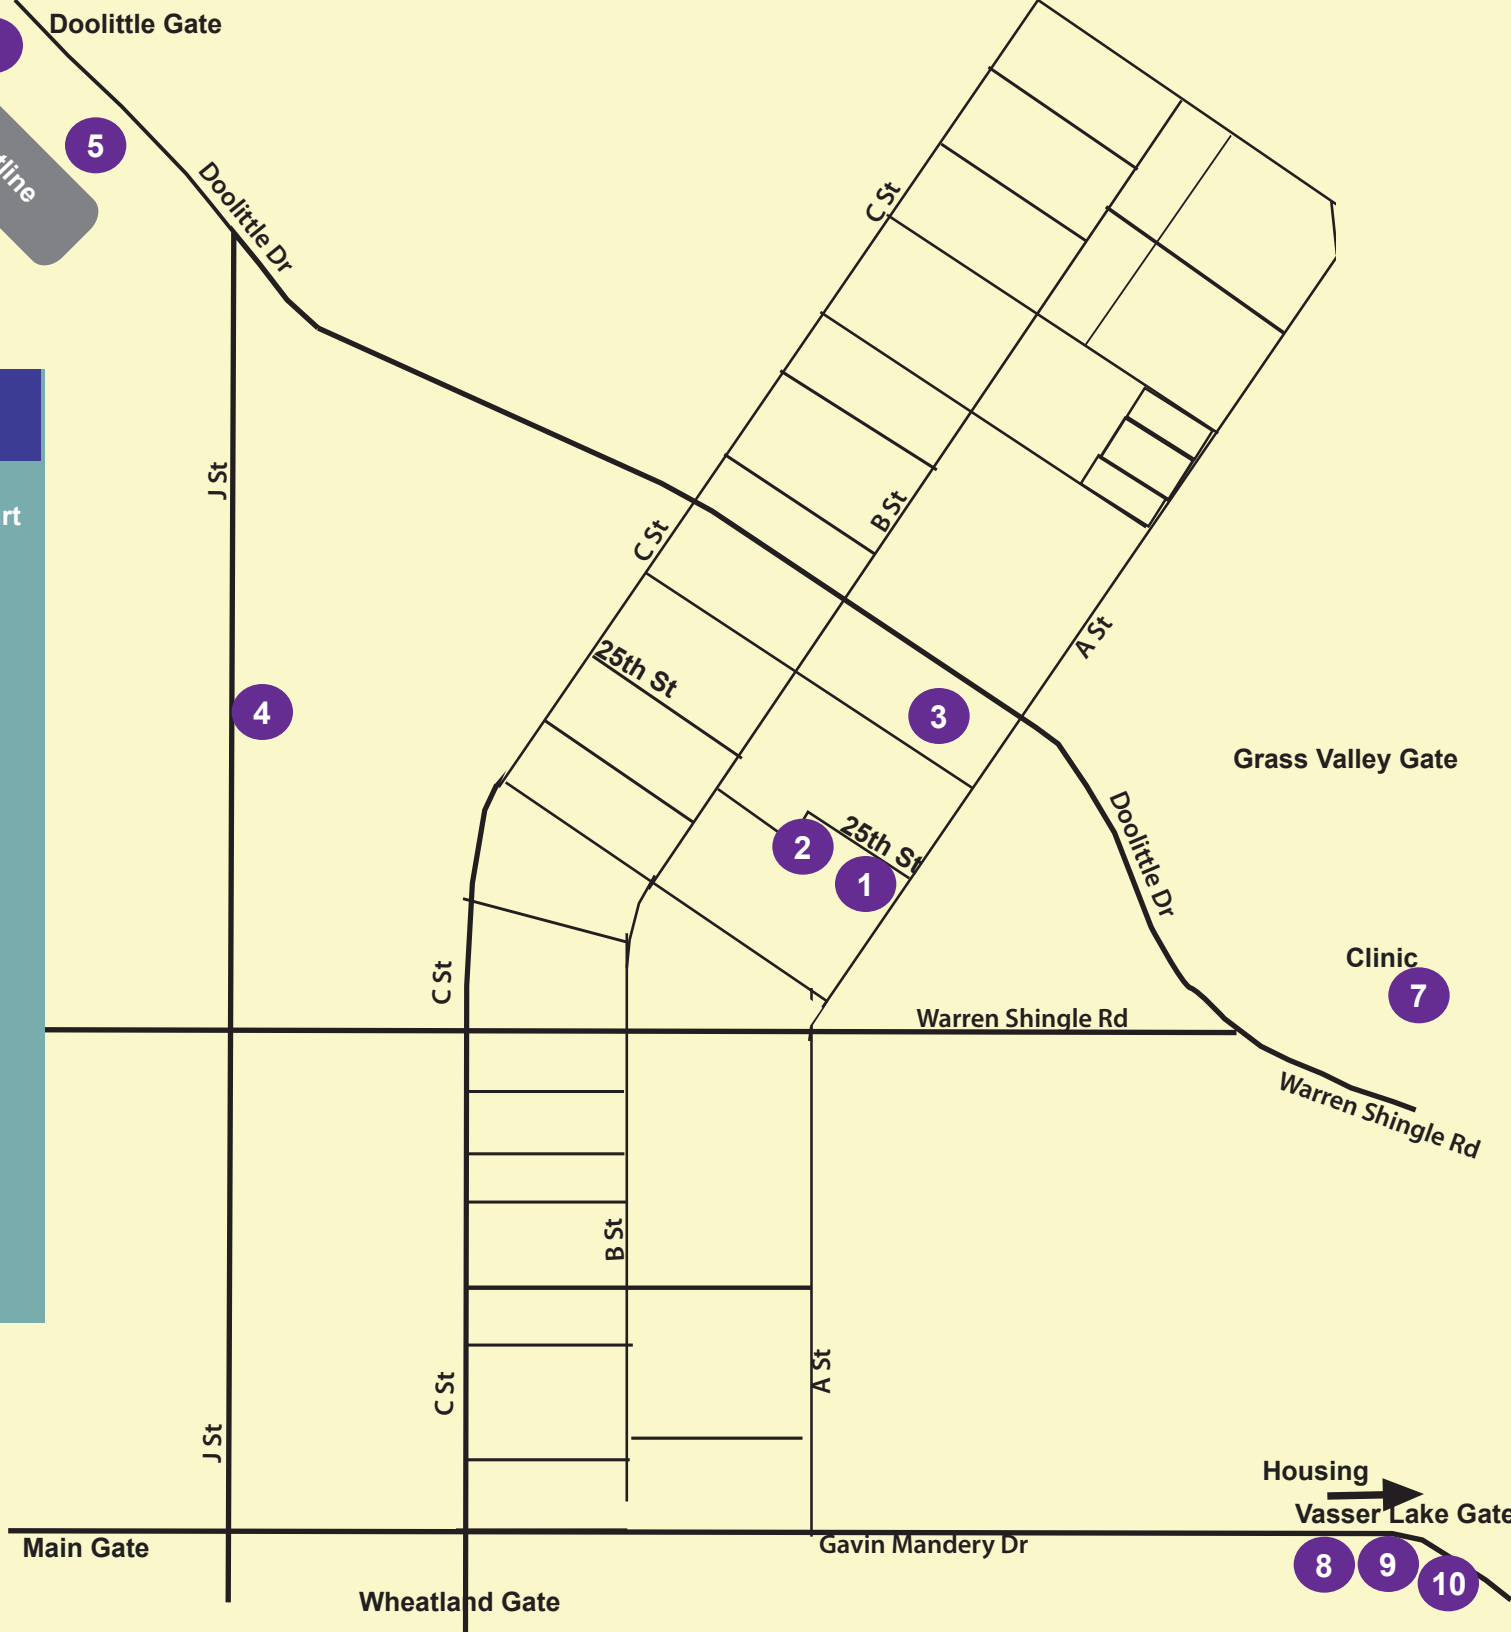 Doolittle Gate
5
tline
Doolittle Dr
C St
J St
rt
B St
C St
A St
25th St
4
3
Grass Valley Gate
Doolittle Dr
25th St
2
1
Clinic
7
C St
Warren Shingle Rd
Warren Shingle Rd
B St
A St
C St
J St
Housing
Vasser Lake Gate
Main Gate
Gavin Mandery Dr
8
9
10
Wheatland Gate